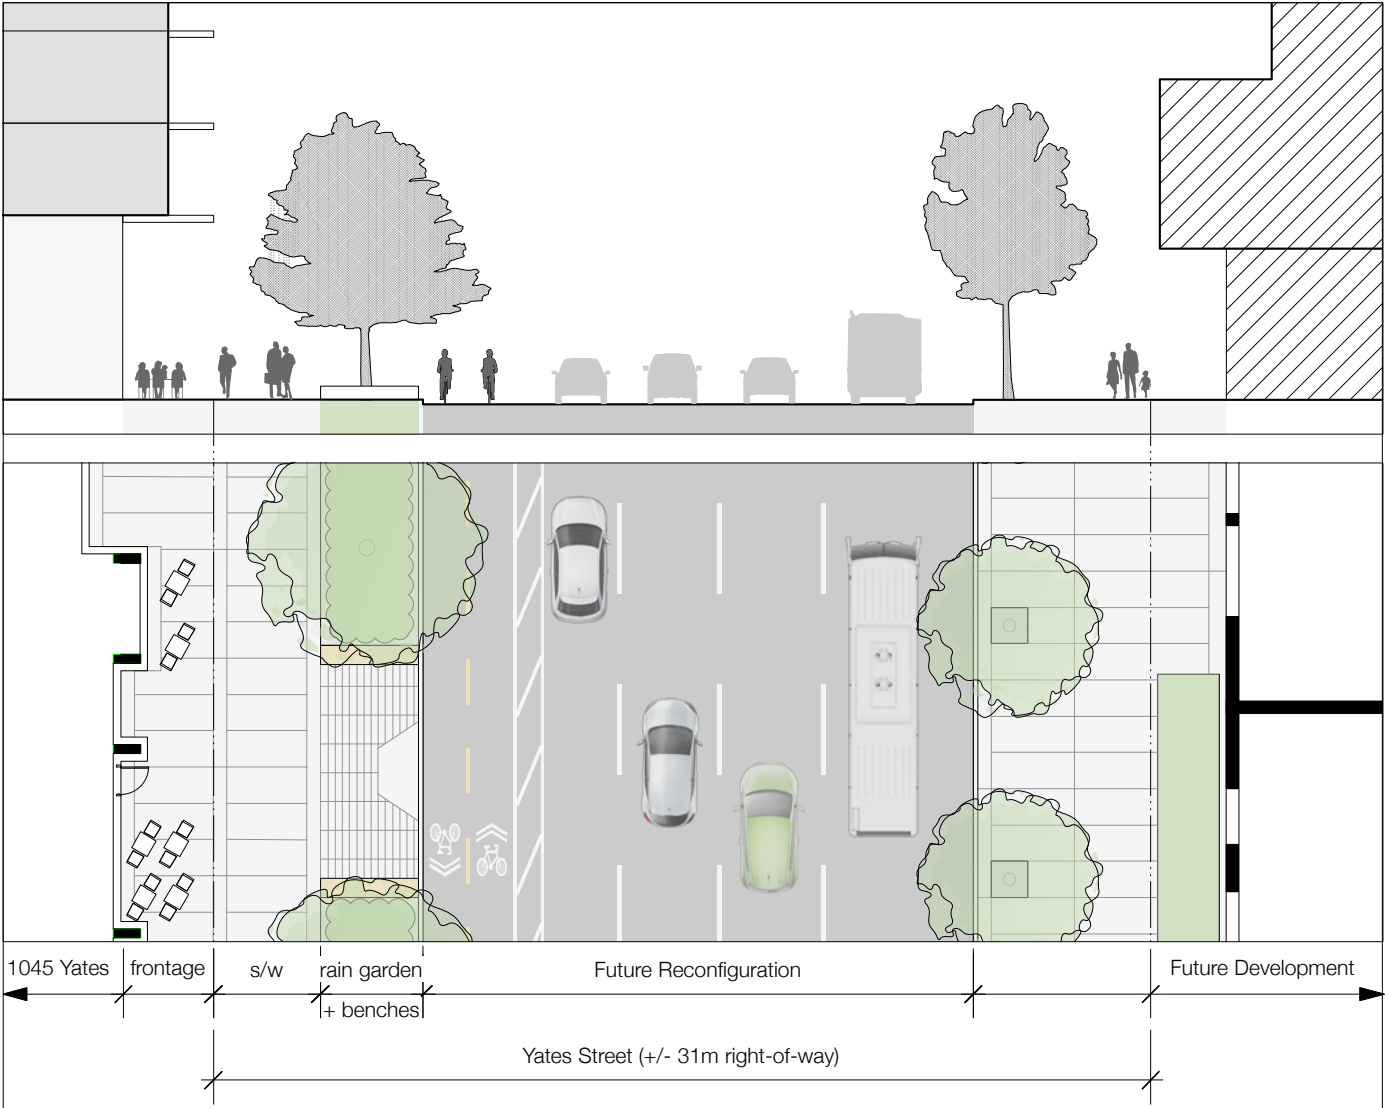 1045 Yates
frontage
s/w
rain garden
+ benches
Future Reconfiguration
Future Development
Yates Street (+/- 31m right-of-way)